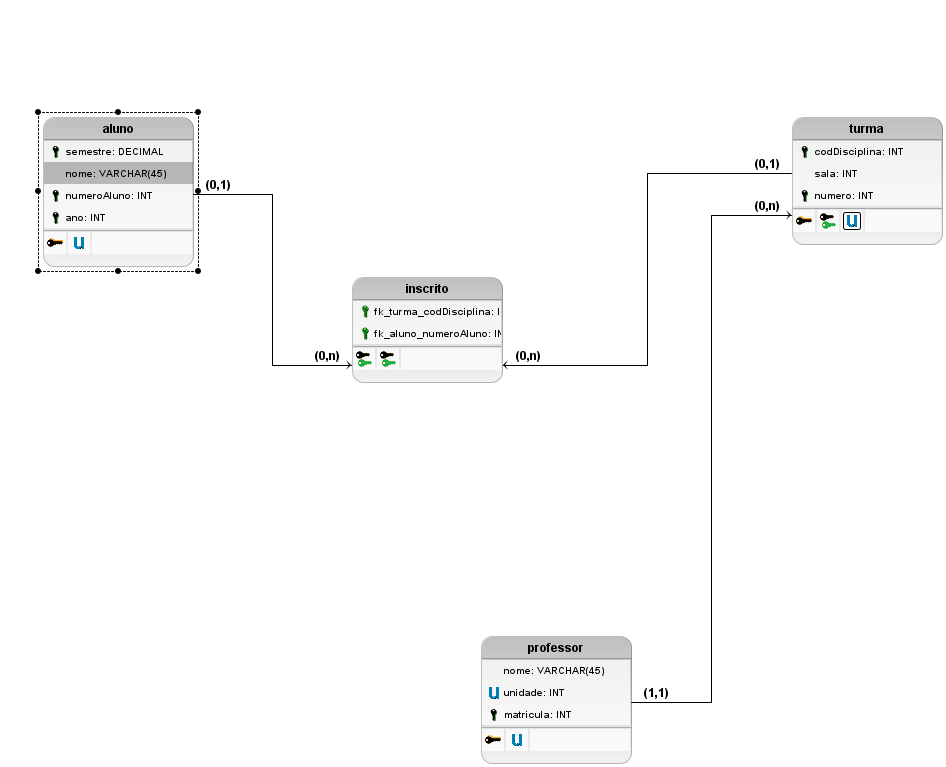 aluno
semestre: DECIMAL
nome: VARCHAR(45)
numeroAluno: INT
ano: INT
(0,1)
turma
codDisciplina: INT
sala: INT
numero: INT
(0,1)
(0,n)
inscrito
fk_turma_codDisciplina: I
fk_aluno_numeroAluno: IN
(0,n)
(0,n)
professor
nome: VARCHAR(45)
unidade: INT
matricula: INT
(1,1)